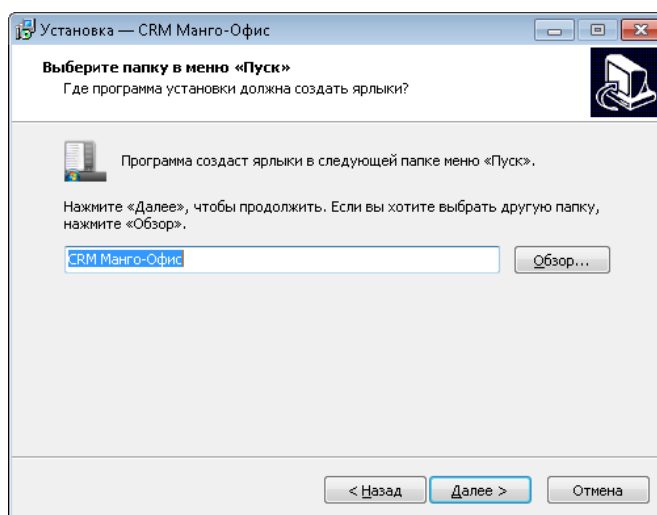 Установка — CRM Манго-Офис
Выберите папку в меню «Пуск»
Где программа установки должна создать ярлыки?
Программа создаст ярлыки в следующей папке меню «Пуск».
Нажмите «Далее», чтобы продолжить. Если вы хотите выбрать другую папку,
нажмите «Обзор».
CRM Манго-Офис
Обзор...
< Назад
Далее >
Отмена